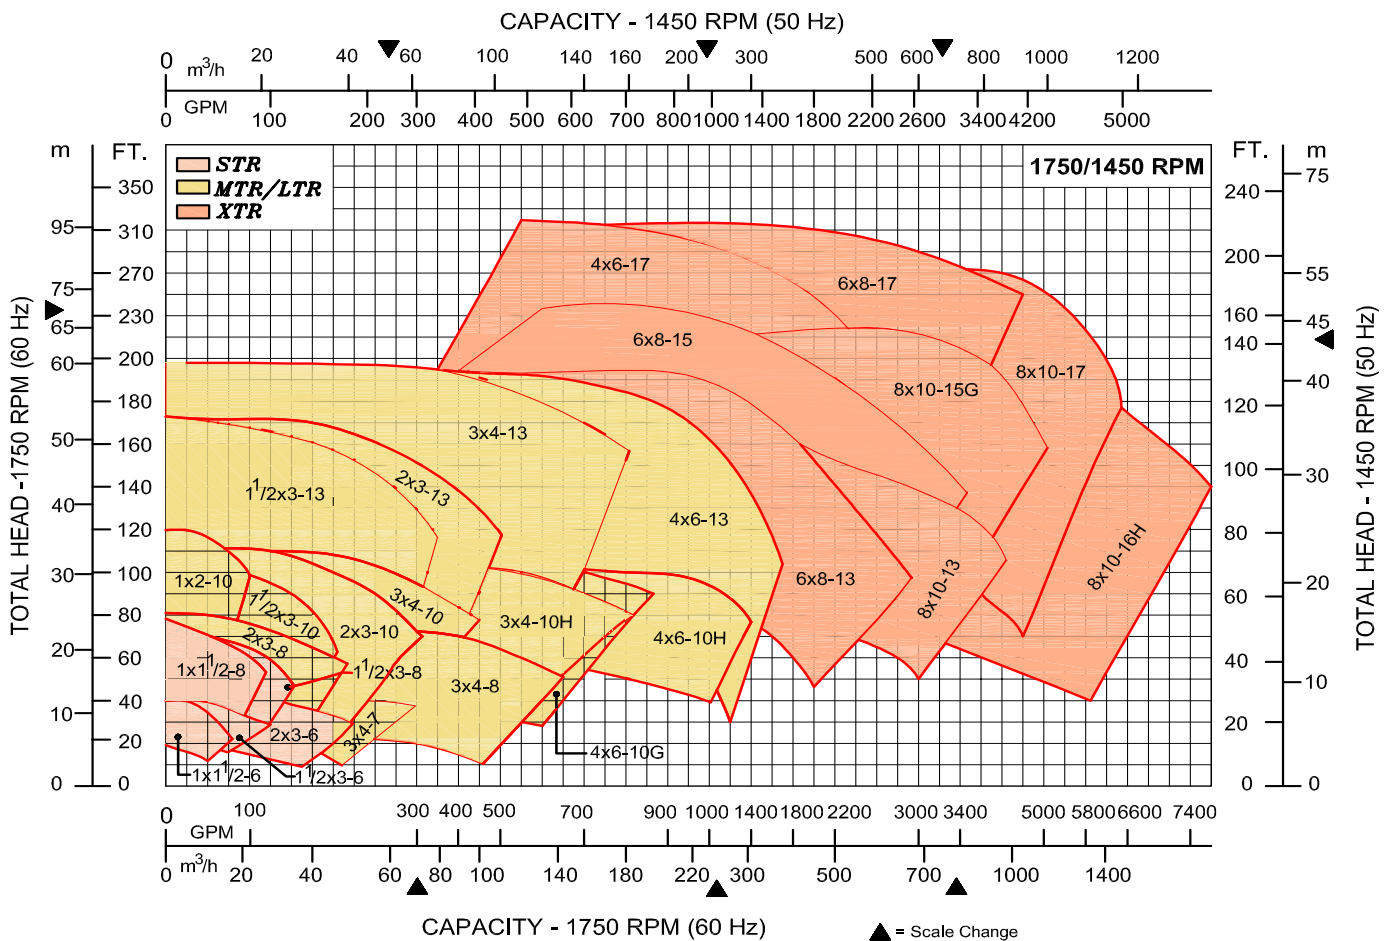 CAPACITY - 1450 RPM (50 Hz)
0 20 40 60 100 140 160 200 300 500 600 800 1000 1200
m³/h
GPM
0 100 200 300 400 500 600 700 800 1000 1400 1800 2200 2600 3400 4200 5000
m FT.
FT. m
STR
MTR/LTR
XTR
1750/1450 RPM
350
310
270
230
200
180
160
140
120
100
80
60
40
20
0
95
75
65
60
50
40
30
20
10
0
TOTAL HEAD -1750 RPM (60 Hz)
240
200
160
140
120
100
80
60
40
20
0
75
55
45
40
30
20
10
0
TOTAL HEAD - 1450 RPM (50 Hz)
4x6-17
6x8-17
6x8-15
8x10-17
8x10-15G
3x4-13
2x3-13
1 1/2x3-13
4x6-13
8x10-16H
1x2-10
6x8-13
8x10-13
1 1/2x3-10
3x4-10
3x4-10H
2x3-10
4x6-10H
2x3-8
1x1 1/2-8
1 1/2x3-8
3x4-8
2x3-6
3x4-7
4x6-10G
1x1 1/2-6
1 1/2x3-6
0 100 300 400 500 700 900 1000 1400 1800 2200 3000 3400 5000 5800 6600 7400
GPM
m³/h
0 20 40 60 80 100 140 180 220 300 500 700 1000 1400
CAPACITY - 1750 RPM (60 Hz)
= Scale Change